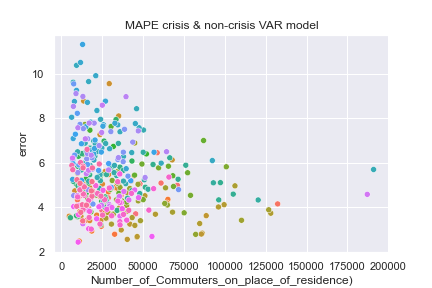 MAPE crisis & non-crisis VAR model
error
10
8
6
4
2
0 25000 50000 75000 100000 125000 150000 175000 200000
Number_of_Commuters_on_place_of_residence)